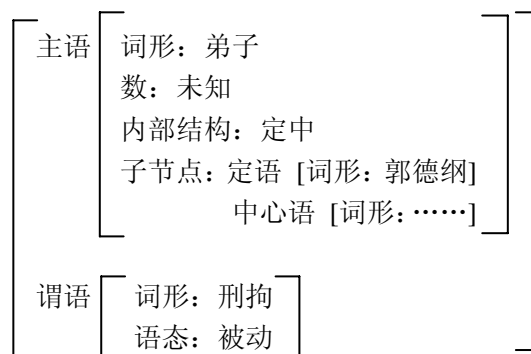 主语 词形：弟子
数：未知
内部结构：定中
子节点：定语 [词形：郭德纲]
中心语 [词形：……]
谓语 词形：刑拘
语态：被动